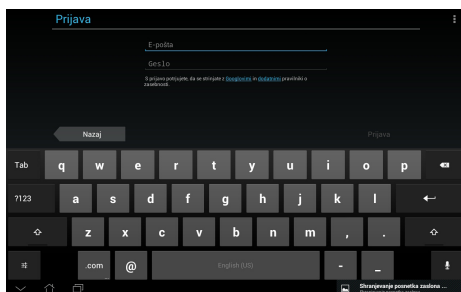 Prijava
E-pošta
Geslo
S prijavo potrjujete, da se strinjate z Googlovimi in dodatnimi pravilniki o
zasebnosti.
Nazaj
Prijava
Tab q w e r t y u i o p
?123 a s d f g h j k l
z x c v b n m , .
.com @ English (US) - _
Shranjevanje posnetka zaslona ...